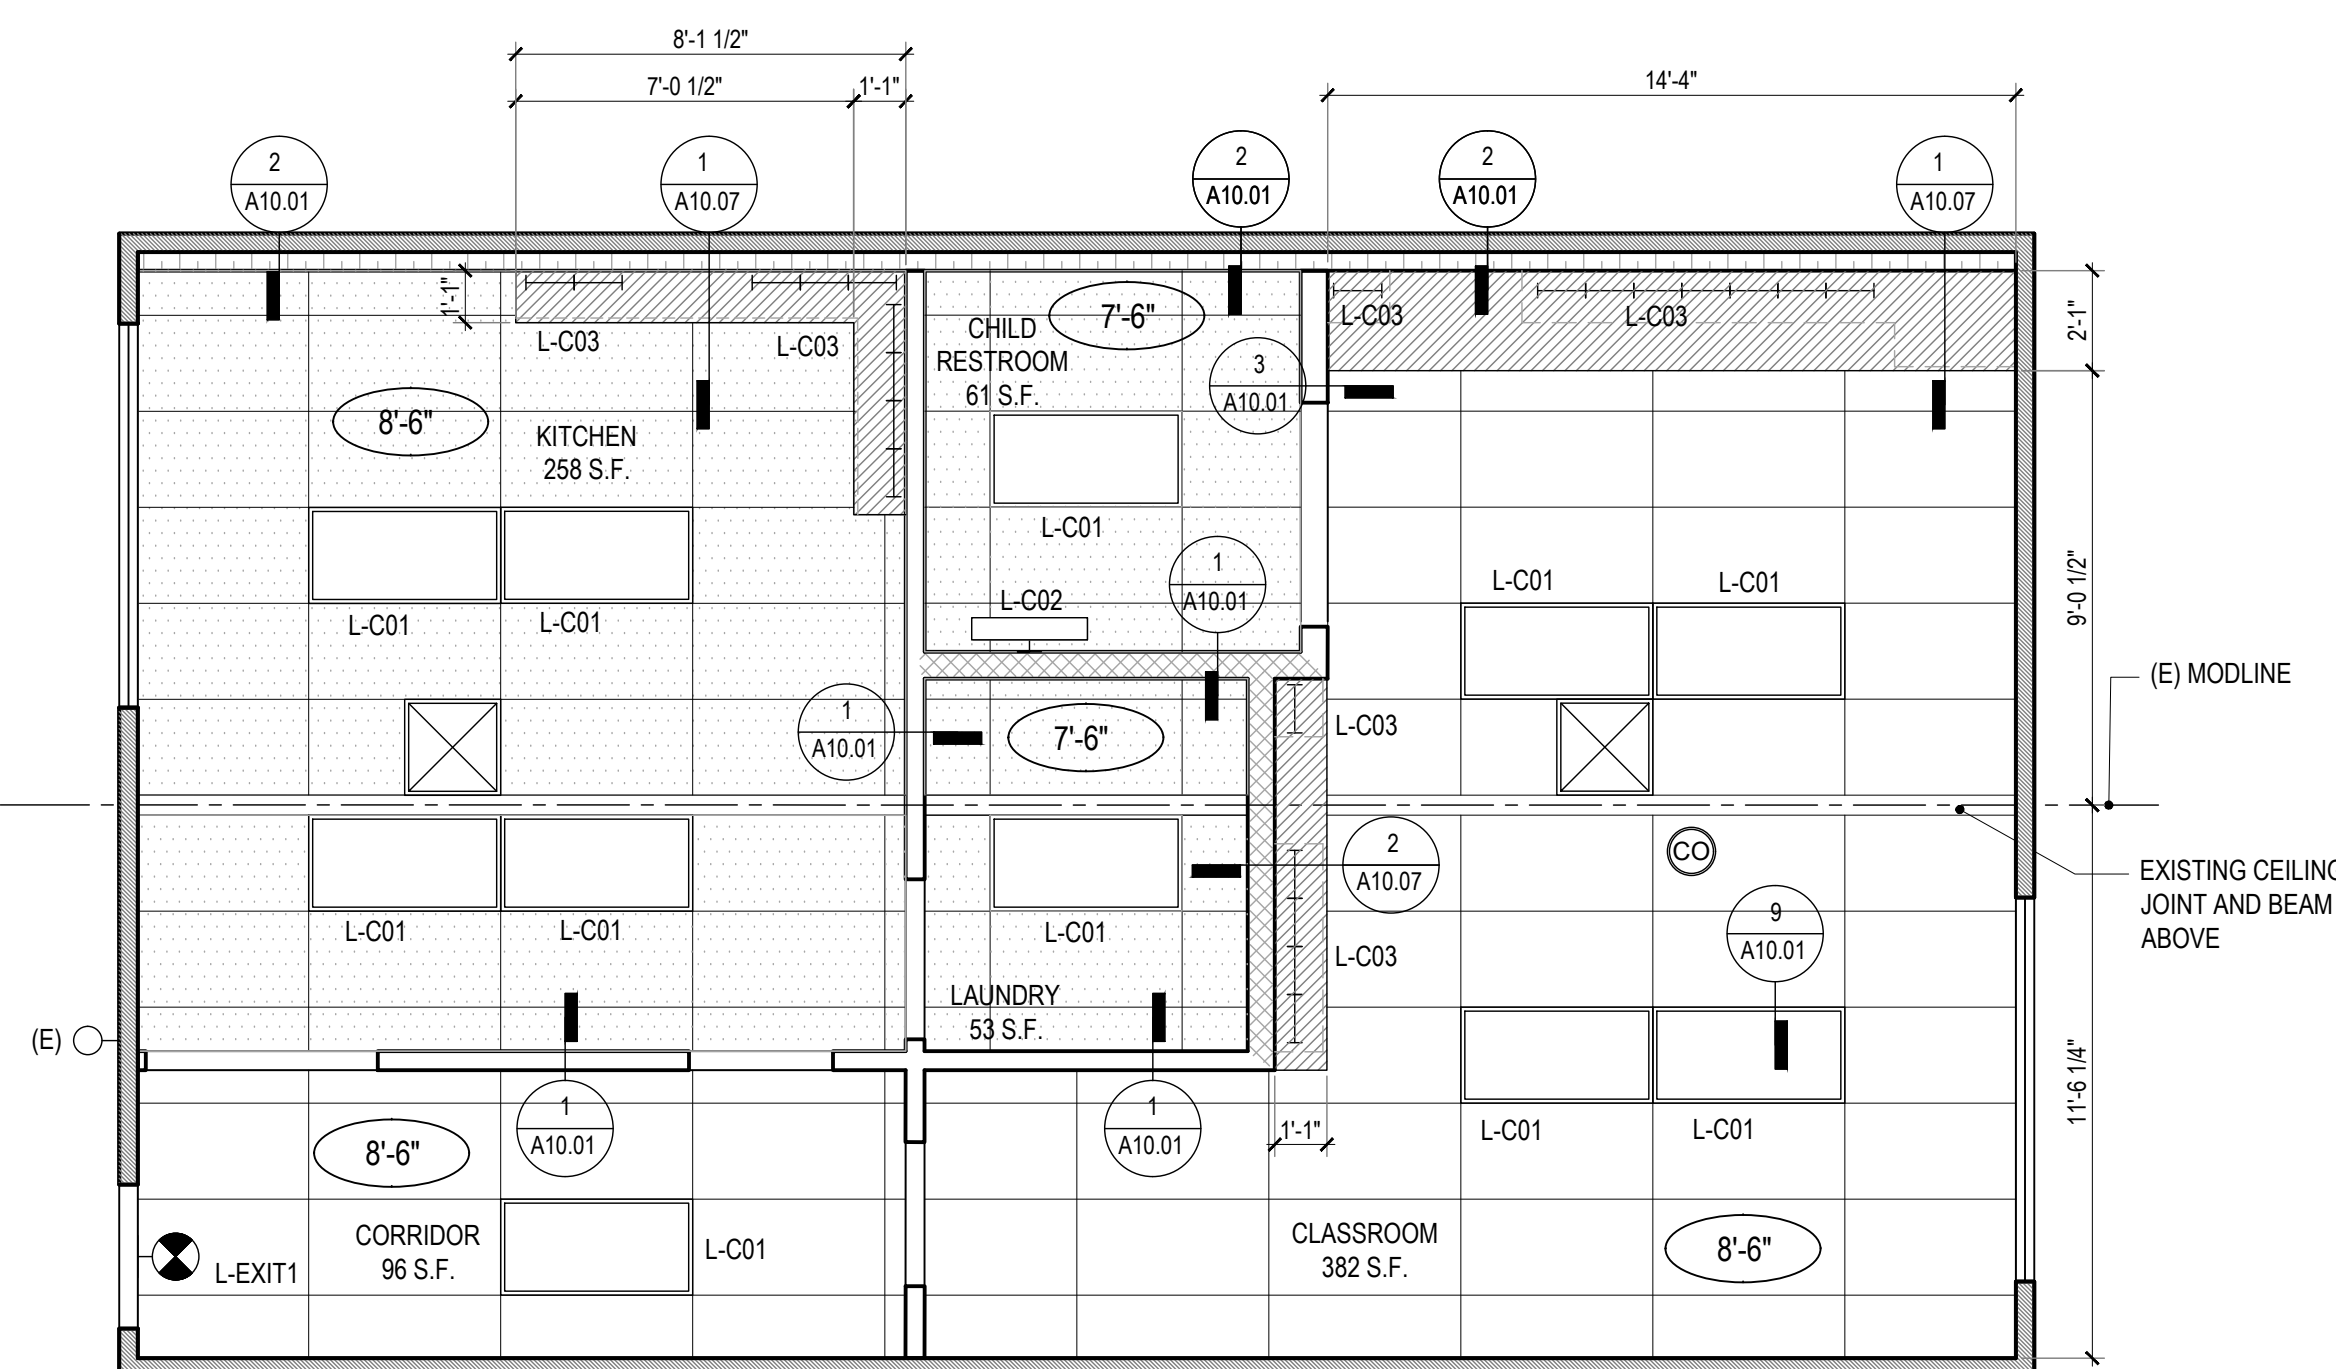 8'-1 1/2"
7'-0 1/2"
1'-1"
14'-4"
2
A10.01
1
A10.07
2
A10.01
2
A10.01
1
A10.07
1'-1"
L-C03
L-C03
CHILD
RESTROOM
61 S.F.
7'-6"
L-C03
L-C03
2'-1"
3
A10.01
8'-6"
KITCHEN
258 S.F.
L-C01
1
A10.01
L-C02
L-C01
L-C01
L-C01
L-C01
9'-0 1/2"
(E) MODLINE
1
A10.01
7'-6"
L-C03
2
A10.07
CO
EXISTING CEILING
JOINT AND BEAM
ABOVE
L-C01
L-C01
L-C01
L-C03
9
A10.01
LAUNDRY
53 S.F.
(E)
11'-6 1/4"
1
A10.01
1
A10.01
1'-1"
L-C01
L-C01
8'-6"
CORRIDOR
96 S.F.
L-C01
L-EXIT1
CLASSROOM
382 S.F.
8'-6"